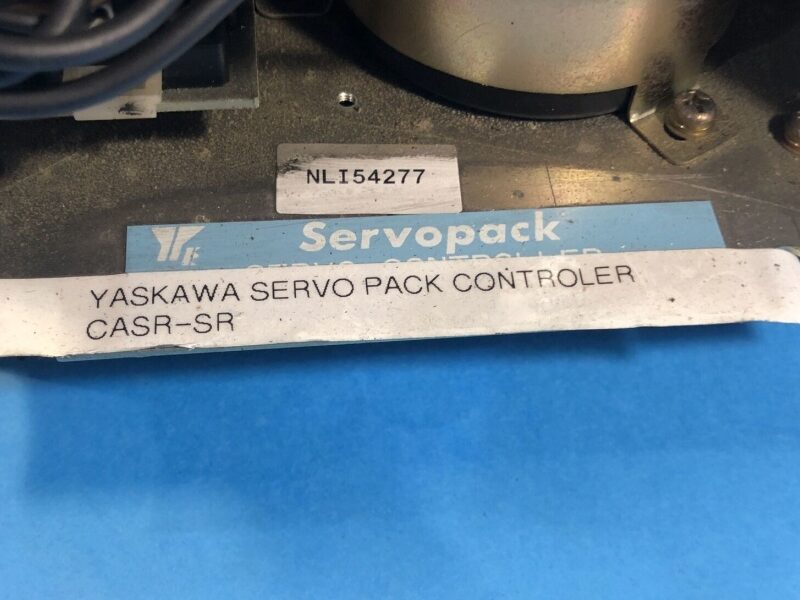 NLI54277
Servopack
YASKAWA SERVO PACK CONTROLER
CASR-SR